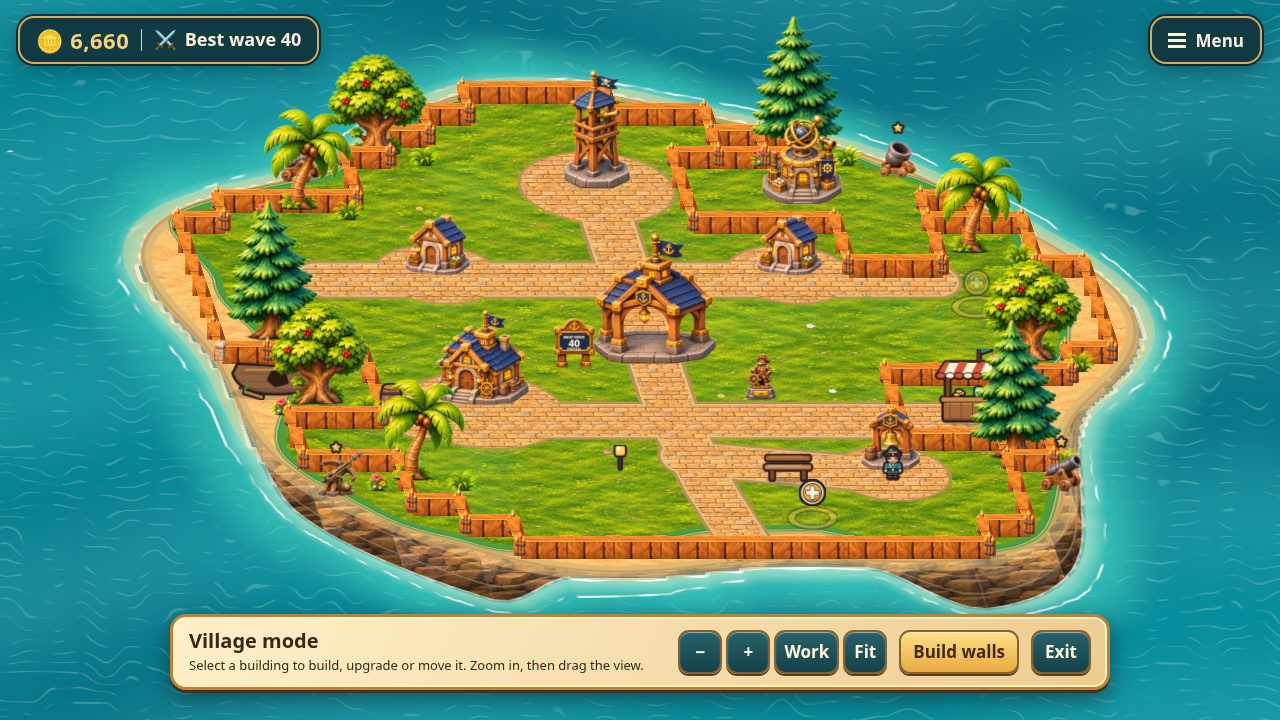 6,660
Best wave 40
Menu
40
Village mode
Select a building to build, upgrade or move it. Zoom in, then drag the view.
−
+
Work
Fit
Build walls
Exit